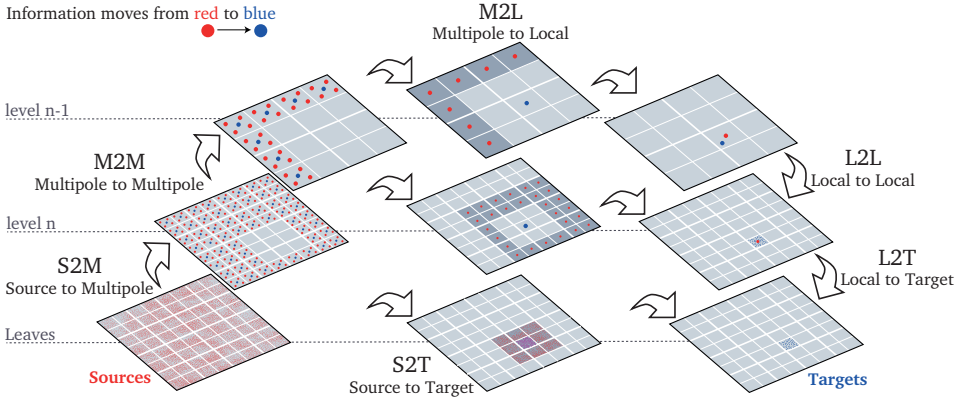 Information moves from red to blue
M2L
Multipole to Local
level n-1
M2M
Multipole to Multipole
L2L
Local to Local
level n
S2M
Source to Multipole
L2T
Local to Target
Leaves
S2T
Source to Target
Sources
Targets